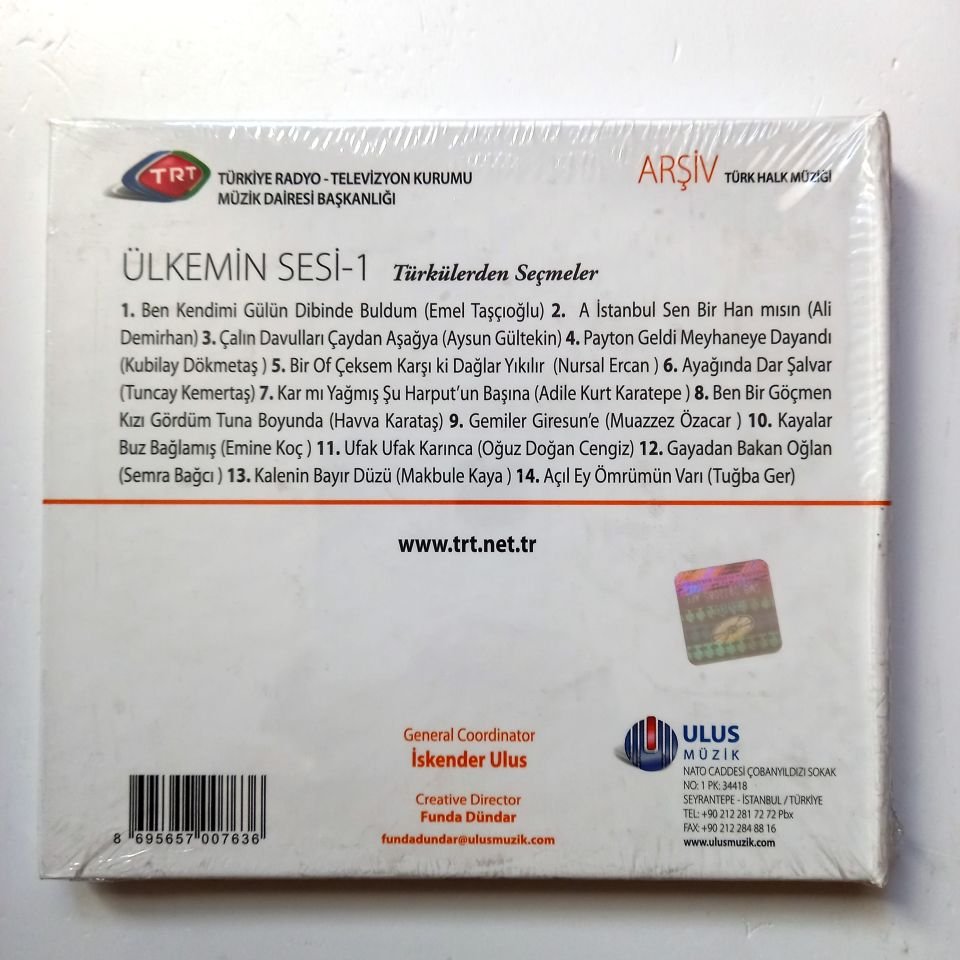 TRT
TÜRKİYE RADYO - TELEVİZYON KURUMU
MÜZİK DAİRESİ BAŞKANLIĞI
ARŞİV TÜRK HALK MÜZİĞİ
ÜLKEMİN SESİ-1 Türkülerden Seçmeler
1. Ben Kendimi Gülün Dibinde Buldum (Emel Taşçıoğlu) 2. A İstanbul Sen Bir Han mısın (Ali
Demirhan) 3. Çalın Davulları Çaydan Aşağya (Aysun Gültekin) 4. Payton Geldi Meyhaneye Dayandı
(Kubilay Dökmetaş ) 5. Bir Of Çeksem Karşı ki Dağlar Yıkılır (Nursal Ercan ) 6. Ayağında Dar Şalvar
(Tuncay Kemertaş) 7. Kar mı Yağmış Şu Harput'un Başına (Adile Kurt Karatepe ) 8. Ben Bir Göçmen
Kızı Gördüm Tuna Boyunda (Havva Karataş) 9. Gemiler Giresun'e (Muazzez Özacar ) 10. Kayalar
Buz Bağlamış (Emine Koç ) 11. Ufak Ufak Karınca (Oğuz Doğan Cengiz) 12. Gayadan Bakan Oğlan
(Semra Bağcı ) 13. Kalenin Bayır Düzü (Makbule Kaya ) 14. Açıl Ey Ömrümün Varı (Tuğba Ger)
www.trt.net.tr
General Coordinator
İskender Ulus
Creative Director
Funda Dündar
fundadundar@ulusmuzik.com
ULUS
MÜZİK
NATO CADDESİ ÇOBANYILDIZI SOKAK
NO: 1 PK: 34418
SEYRANTEPE - İSTANBUL / TÜRKİYE
TEL: +90 212 281 72 72 Pbx
FAX: +90 212 284 88 16
www.ulusmuzik.com
8 695657 007636